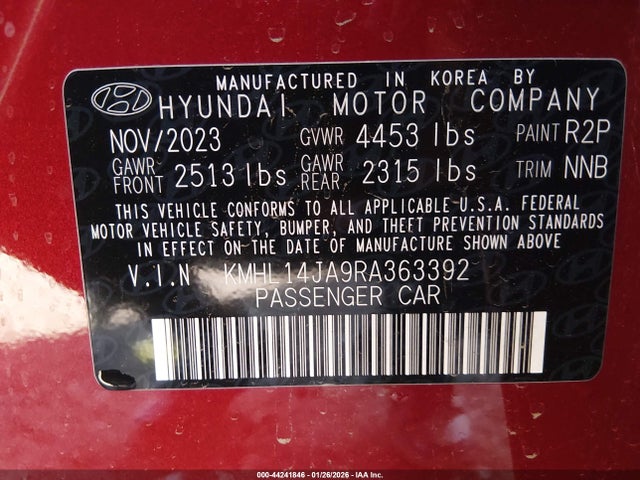 MANUFACTURED IN KOREA BY
HYUNDAI MOTOR COMPANY
NOV/2023 GVWR 4453 lbs PAINT R2P
GAWR FRONT 2513 lbs GAWR REAR 2315 lbs TRIM NNB
THIS VEHICLE CONFORMS TO ALL APPLICABLE U.S.A. FEDERAL
MOTOR VEHICLE SAFETY, BUMPER, AND THEFT PREVENTION STANDARDS
IN EFFECT ON THE DATE OF MANUFACTURE SHOWN ABOVE
V.I.N KMHL14JA9RA363392
PASSENGER CAR
000-44241846 - 01/26/2026 - IAA Inc.